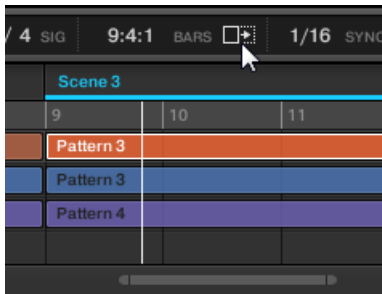 / 4 SIG 9:4:1 BARS 1/16 SYNC
Scene 3
9 10 11
Pattern 3
Pattern 3
Pattern 4